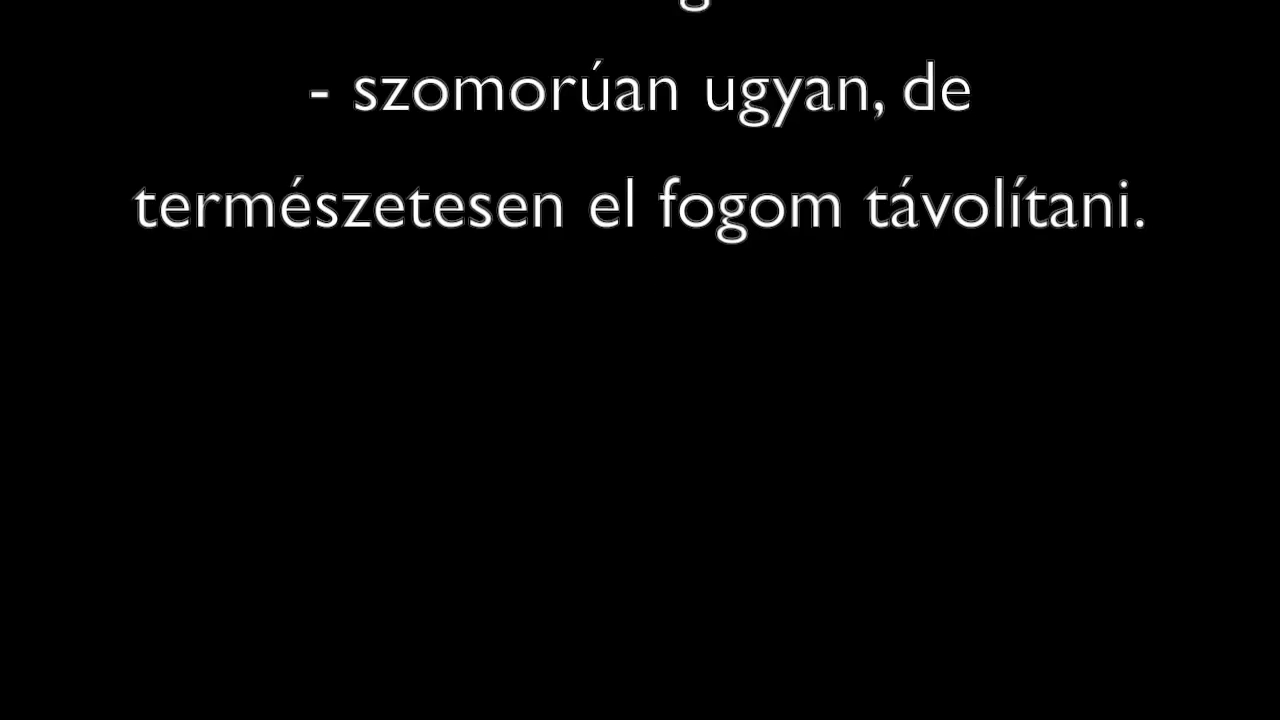 - szomorúan ugyan, de
természetesen el fogom távolítani.